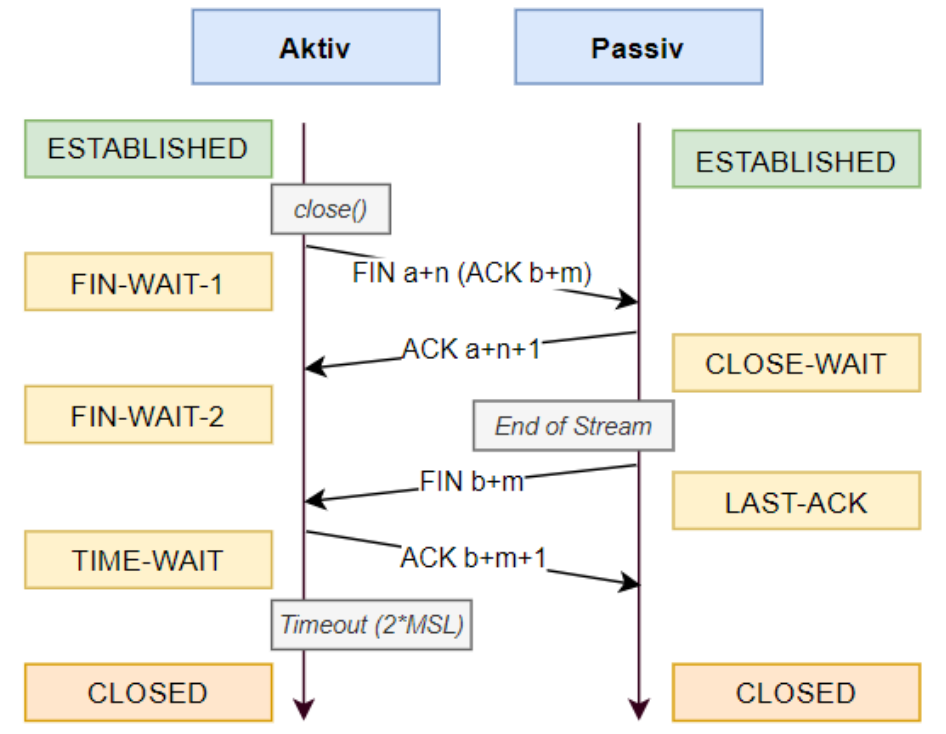 Aktiv
Passiv
ESTABLISHED
ESTABLISHED
close()
FIN-WAIT-1
FIN a+n (ACK b+m)
ACK a+n+1
CLOSE-WAIT
FIN-WAIT-2
End of Stream
FIN b+m
LAST-ACK
TIME-WAIT
ACK b+m+1
Timeout (2*MSL)
CLOSED
CLOSED